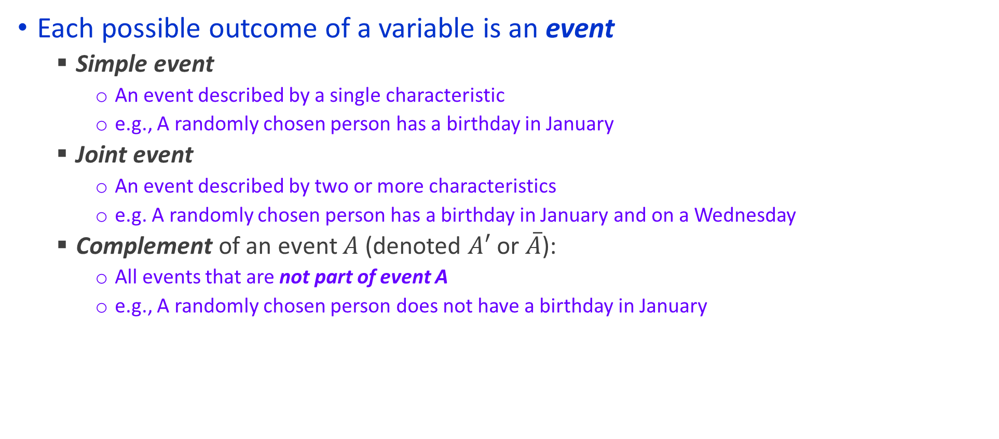 • Each possible outcome of a variable is an event
▪ Simple event
o An event described by a single characteristic
o e.g., A randomly chosen person has a birthday in January
▪ Joint event
o An event described by two or more characteristics
o e.g. A randomly chosen person has a birthday in January and on a Wednesday
▪ Complement of an event A (denoted A′ or Ā):
o All events that are not part of event A
o e.g., A randomly chosen person does not have a birthday in January